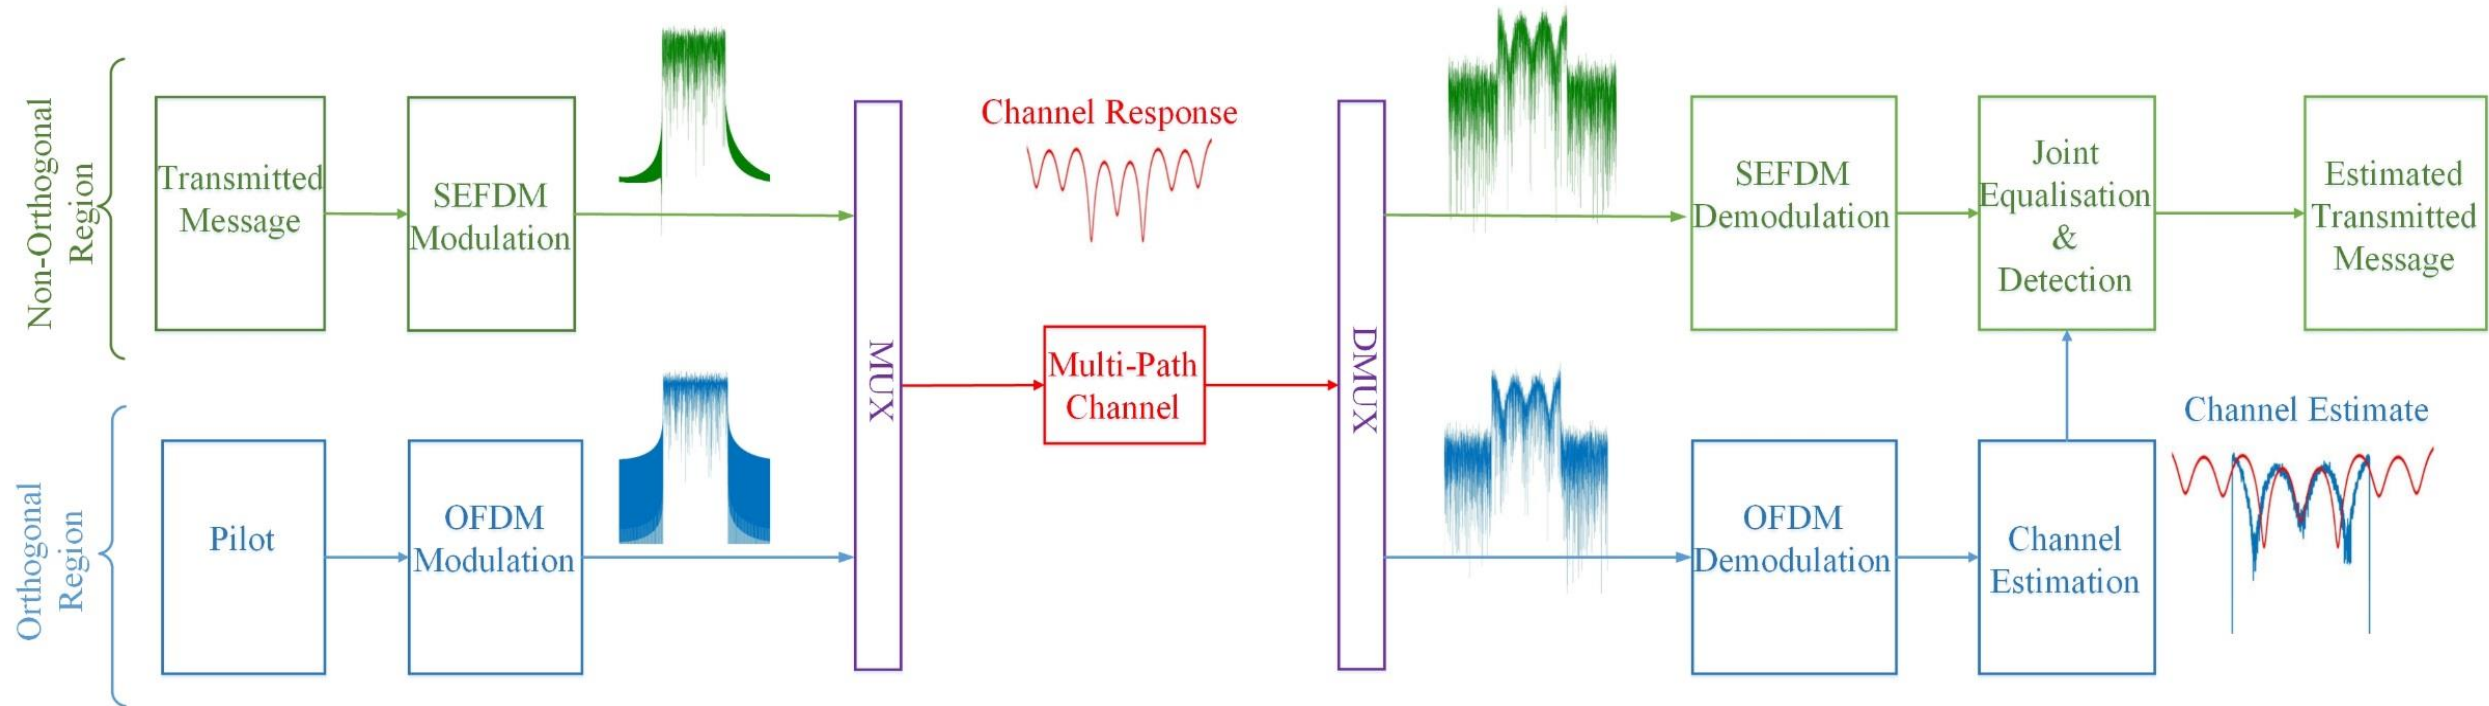 Non-Orthogonal
Region
Transmitted
Message
SEFDM
Modulation
Channel Response
SEFDM
Demodulation
Joint
Equalisation
&
Detection
Estimated
Transmitted
Message
MUX
Multi-Path
Channel
DMUX
Orthogonal
Region
Pilot
OFDM
Modulation
OFDM
Demodulation
Channel
Estimation
Channel Estimate